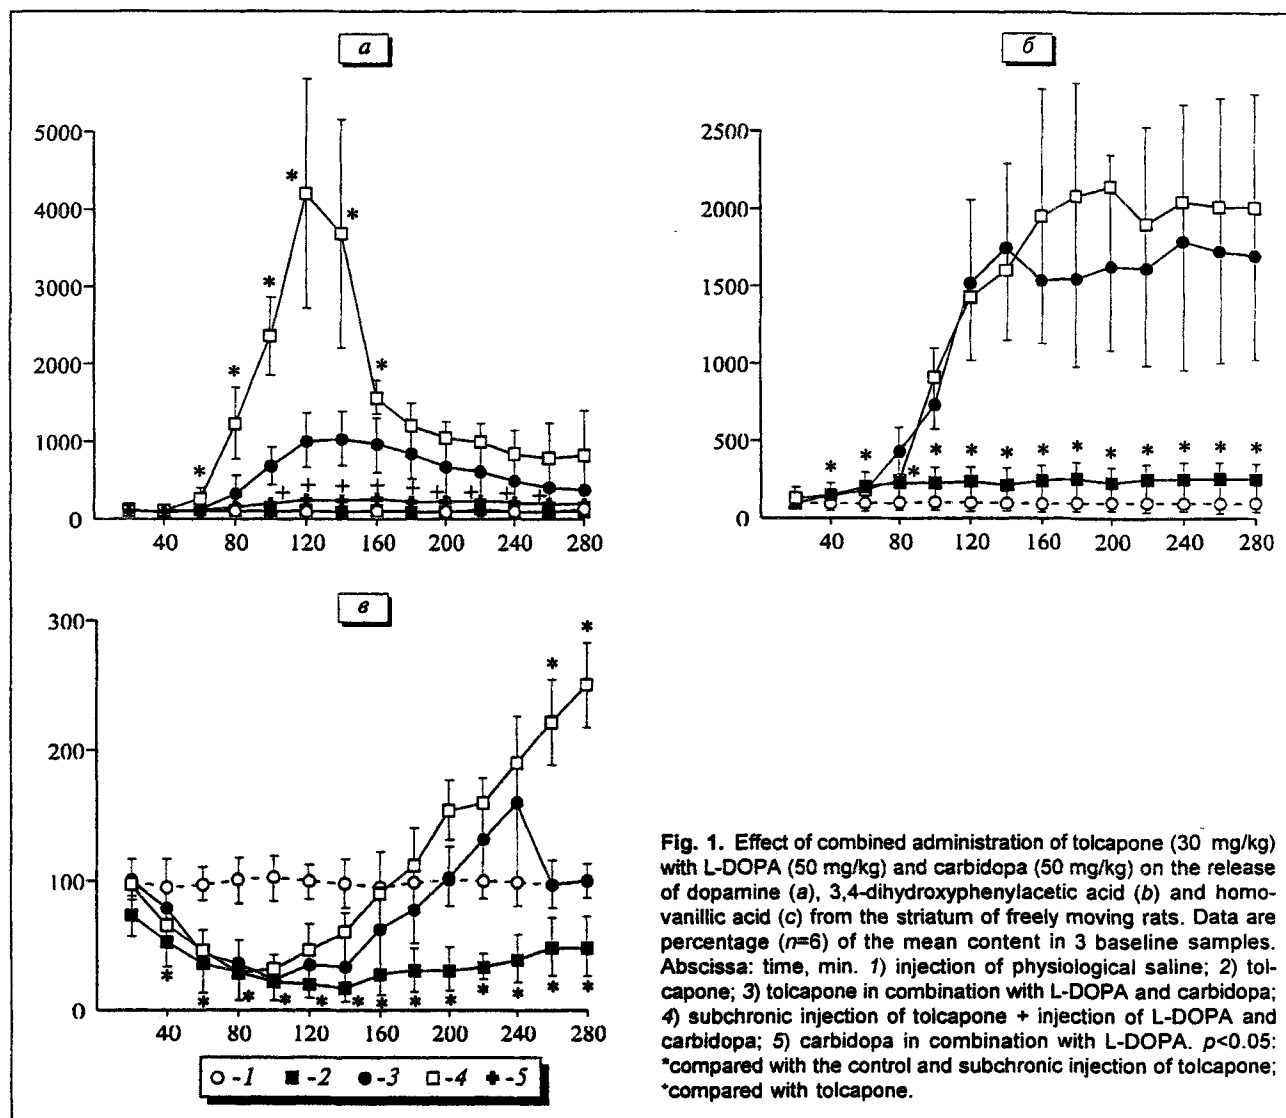 а
5000
4000
3000
2000
1000
0
40 80 120 160 200 240 280
б
2500
2000
1500
1000
500
0
40 80 120 160 200 240 280
в
300
200
100
0
40 80 120 160 200 240 280
-1 -2 -3 -4 -5
Fig. 1. Effect of combined administration of tolcapone (30 mg/kg)
with L-DOPA (50 mg/kg) and carbidopa (50 mg/kg) on the release
of dopamine (a), 3,4-dihydroxyphenylacetic acid (b) and homo-
vanillic acid (c) from the striatum of freely moving rats. Data are
percentage (n=6) of the mean content in 3 baseline samples.
Abscissa: time, min. 1) injection of physiological saline; 2) tol-
capone; 3) tolcapone in combination with L-DOPA and carbidopa;
4) subchronic injection of tolcapone + injection of L-DOPA and
carbidopa; 5) carbidopa in combination with L-DOPA. p<0.05:
*compared with the control and subchronic injection of tolcapone;
+compared with tolcapone.